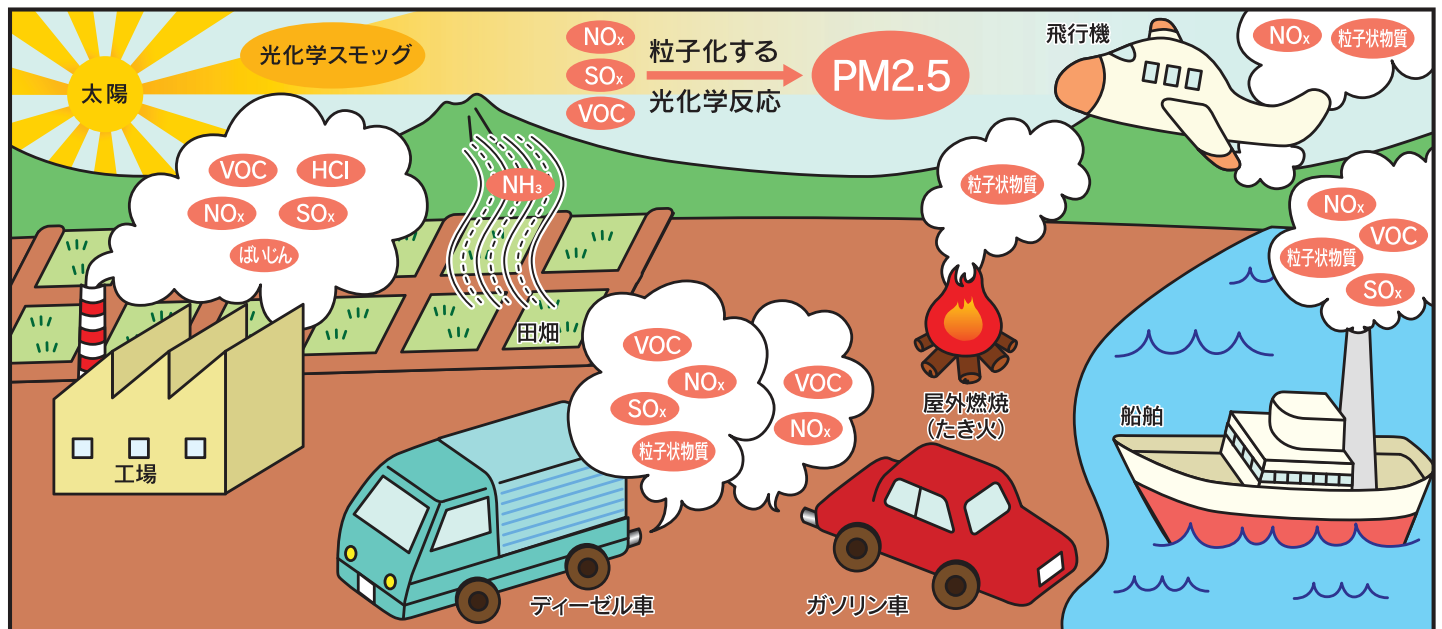 太陽
光化学スモッグ
NOx
SOx
VOC
粒子化する
光化学反応
PM2.5
飛行機
NOx
粒子状物質
VOC
HCl
NOx
SOx
ばいじん
工場
NH3
田畑
粒子状物質
屋外燃焼
(たき火)
NOx
VOC
粒子状物質
SOx
船舶
VOC
NOx
SOx
粒子状物質
ディーゼル車
VOC
NOx
ガソリン車